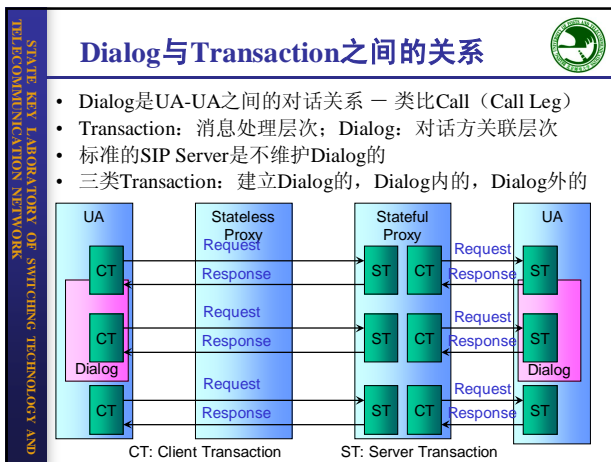 STATE KEY LABORATORY OF SWITCHING TECHNOLOGY AND
TELECOMMUNICATION NETWORK
Dialog与Transaction之间的关系
• Dialog是UA-UA之间的对话关系 － 类比Call（Call Leg）
• Transaction：消息处理层次；Dialog：对话方关联层次
• 标准的SIP Server是不维护Dialog的
• 三类Transaction：建立Dialog的，Dialog内的，Dialog外的
UA
Stateless
Proxy
Stateful
Proxy
UA
CT
Request
Response
ST
CT
Request
Response
ST
CT
Request
Response
ST
CT
Request
Response
ST
Dialog
Dialog
CT
Request
Response
ST
CT
Request
Response
ST
CT: Client Transaction
ST: Server Transaction